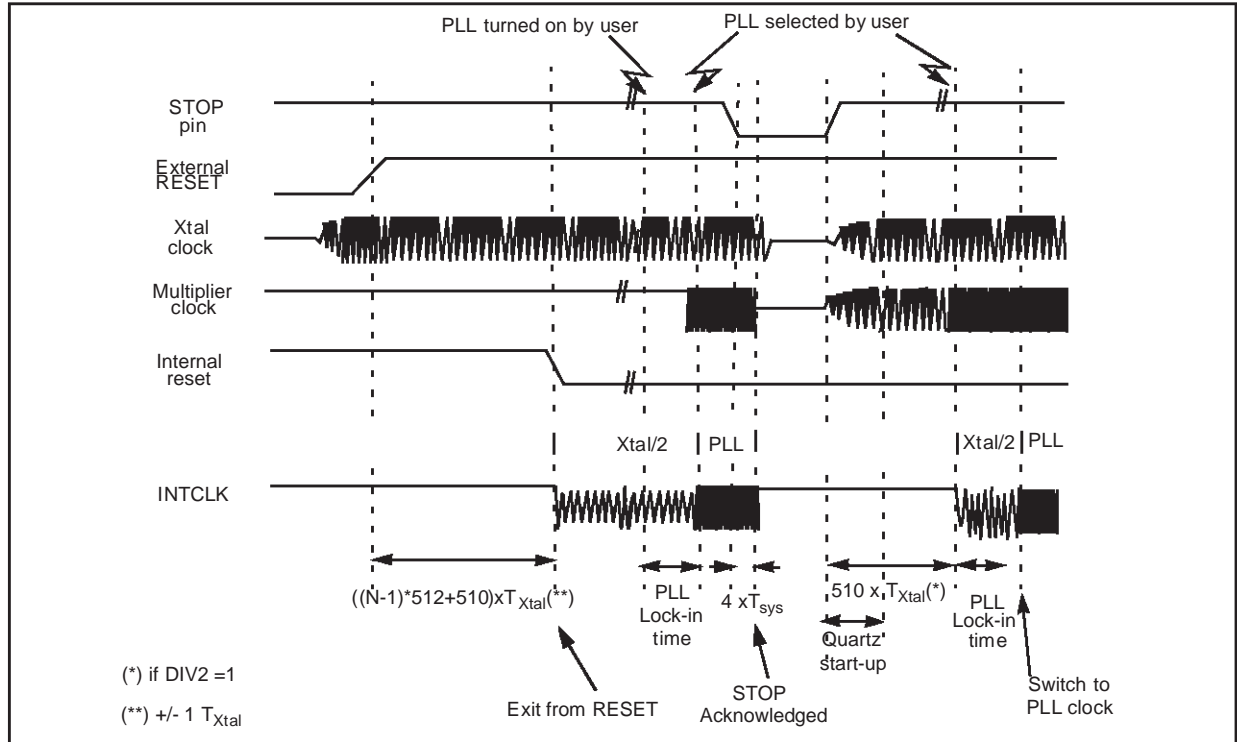 PLL turned on by user
PLL selected by user
STOP
pin
External
RESET
Xtal
clock
Multiplier
clock
Internal
reset
Xtal/2
PLL
Xtal/2
PLL
INTCLK
((N-1)*512+510)xTXtal(**)
PLL
Lock-in
time
4 xTsys
510 x TXtal(*)
Quartz
start-up
PLL
Lock-in
time
(*) if DIV2 =1
(**) +/- 1 TXtal
Exit from RESET
STOP
Acknowledged
Switch to
PLL clock